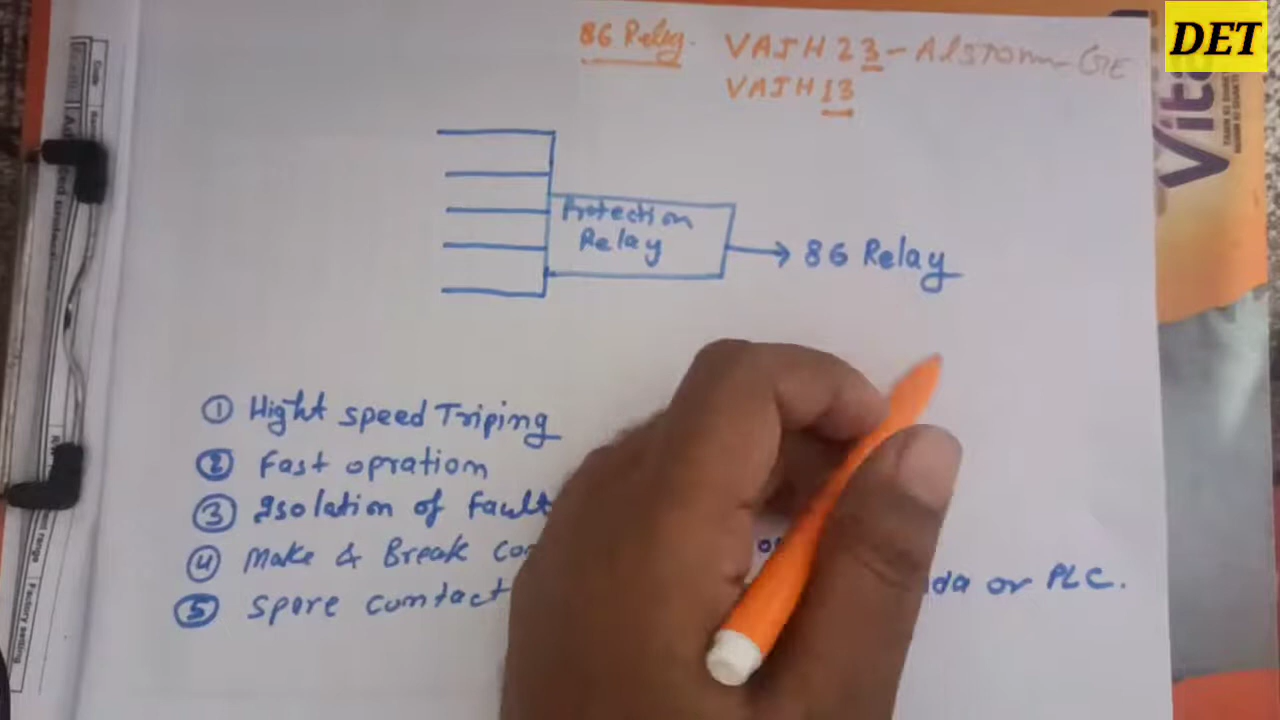 DET
86 Relay. VAJH 23 - Alstom - GE
VAJH 13
Protection
Relay
86 Relay
① Hight speed Triping
② Fast opration
③ Isolation of Fault
④ Make & Break
⑤ spare contact
or PLC.
Vita